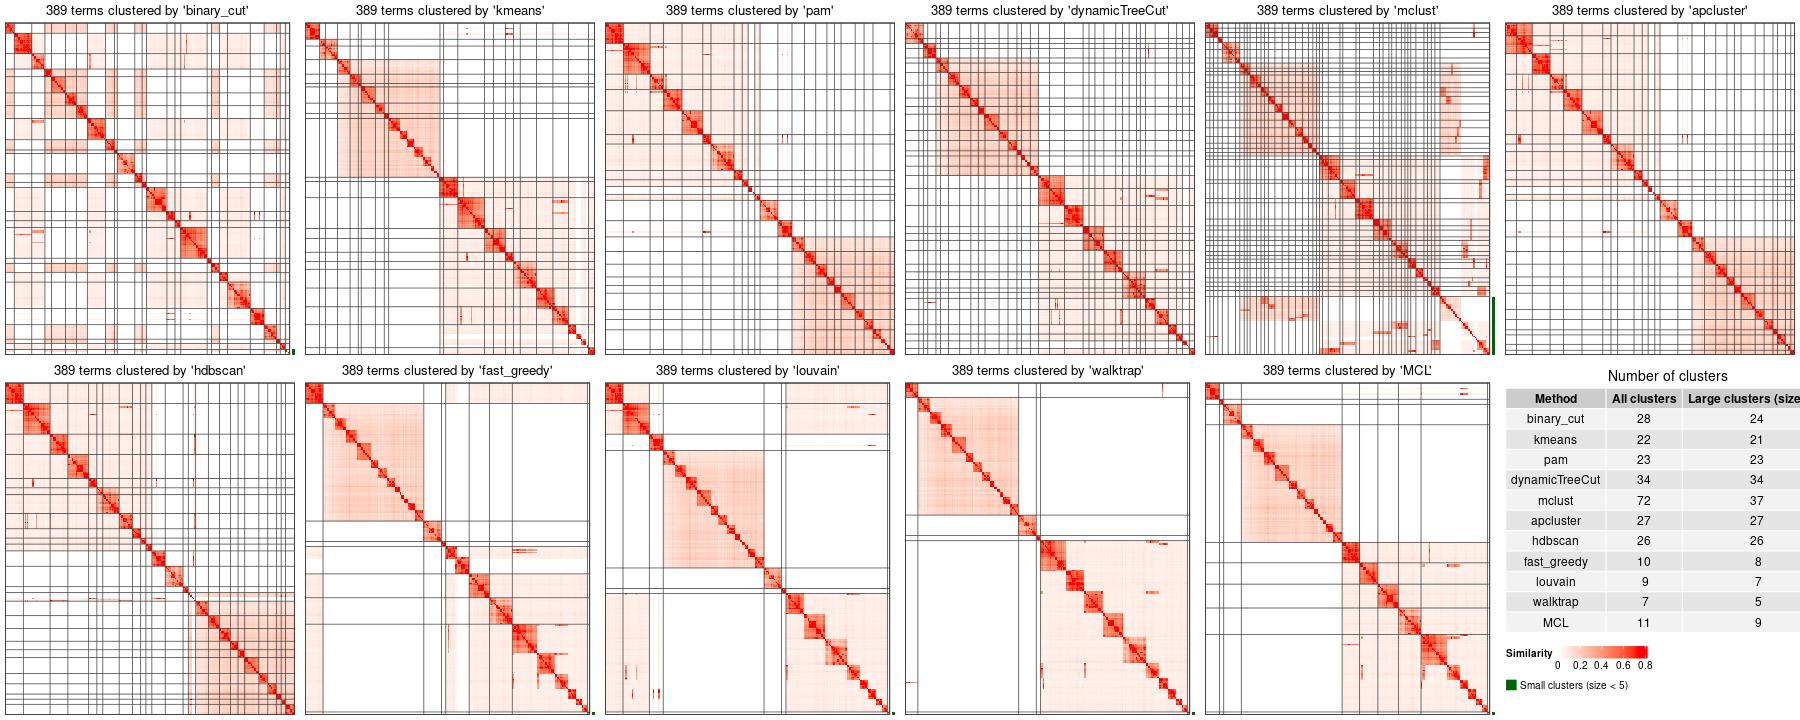 389 terms clustered by 'binary_cut'
389 terms clustered by 'kmeans'
389 terms clustered by 'pam'
389 terms clustered by 'dynamicTreeCut'
389 terms clustered by 'mclust'
389 terms clustered by 'apcluster'
389 terms clustered by 'hdbscan'
389 terms clustered by 'fast_greedy'
389 terms clustered by 'louvain'
389 terms clustered by 'walktrap'
389 terms clustered by 'MCL'
Number of clusters
Method All clusters Large clusters (size
binary_cut 28 24
kmeans 22 21
pam 23 23
dynamicTreeCut 34 34
mclust 72 37
apcluster 27 27
hdbscan 26 26
fast_greedy 10 8
louvain 9 7
walktrap 7 5
MCL 11 9
Similarity
0 0.2 0.4 0.6 0.8
Small clusters (size < 5)